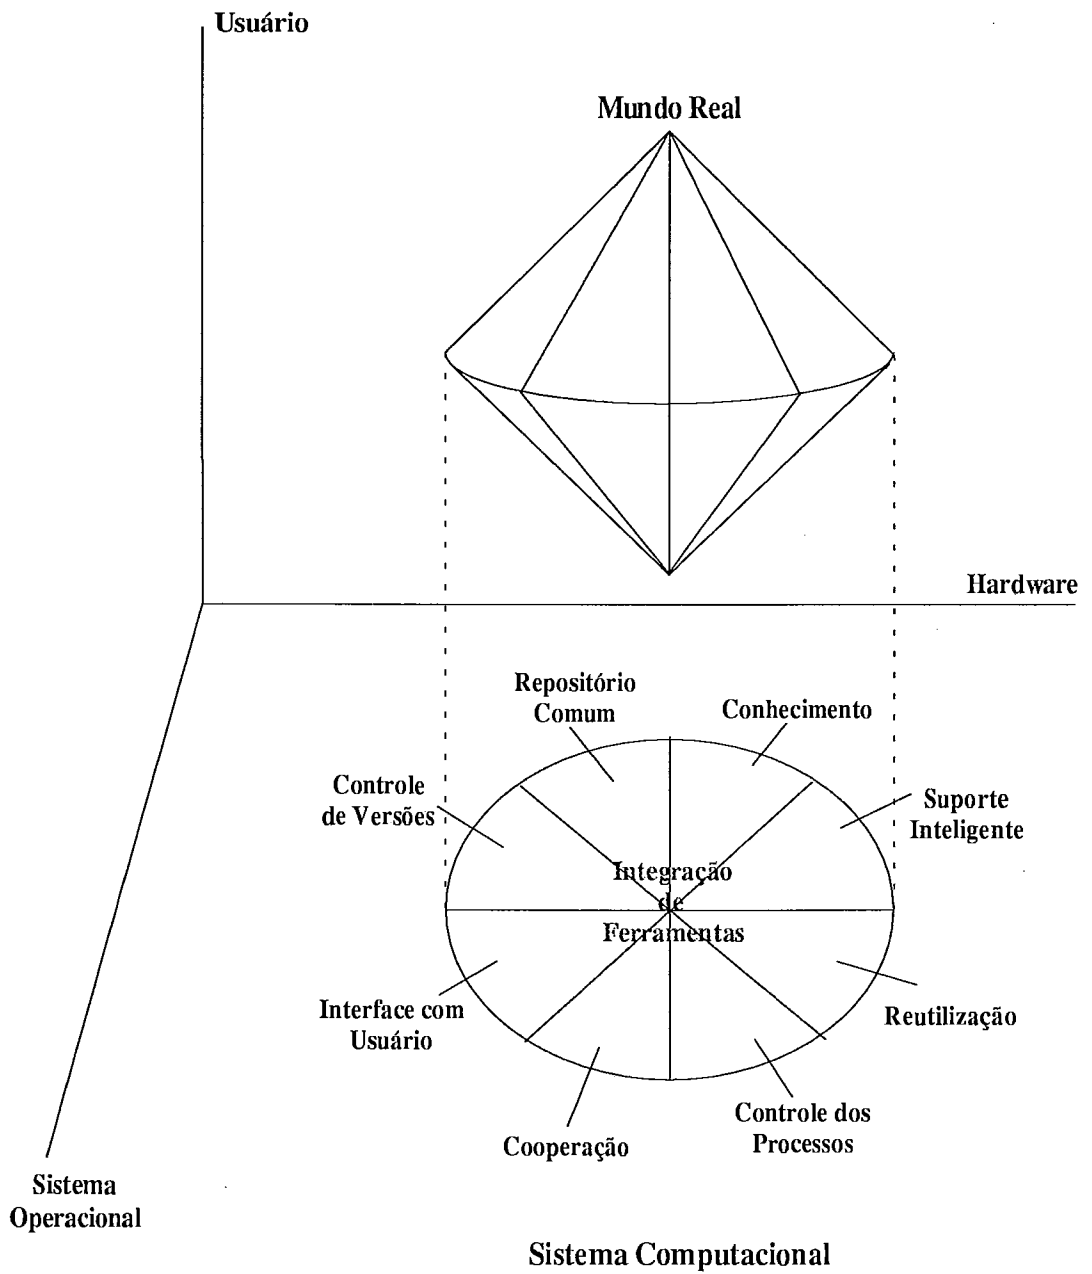 Usuário
Mundo Real
Hardware
Repositório
Comum
Conhecimento
Controle
de Versões
Suporte
Inteligente
Integração
de
Ferramentas
Interface com
Usuário
Reutilização
Cooperação
Controle dos
Processos
Sistema
Operacional
Sistema Computacional